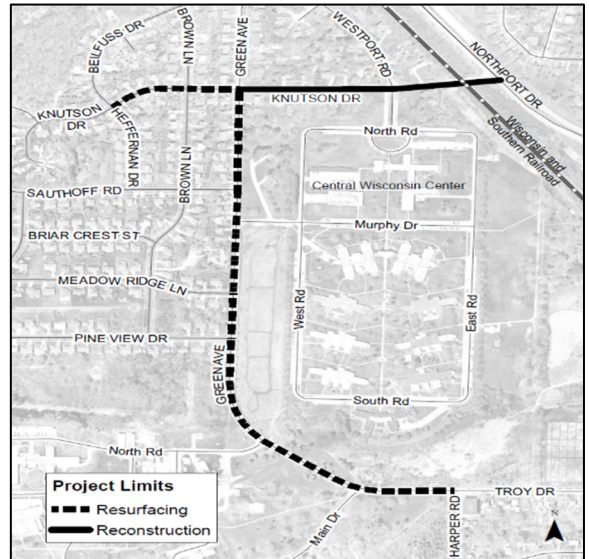 BEILFUSS DR
BROWN LN
GREEN AVE
WESTPORT RD
NORTHPORT DR
KNUTSON DR
KNUTSON
DR
HEFFERNAN DR
Wisconsin and
Southern Railroad
North Rd
Central Wisconsin Center
SAUTHOFF RD
BROWN LN
Murphy Dr
BRIAR CREST ST
MEADOW RIDGE LN
West Rd
East Rd
PINE VIEW DR
GREEN AVE
South Rd
North Rd
Project Limits
Resurfacing
Reconstruction
Main Dr
HARPER RD
TROY DR
N